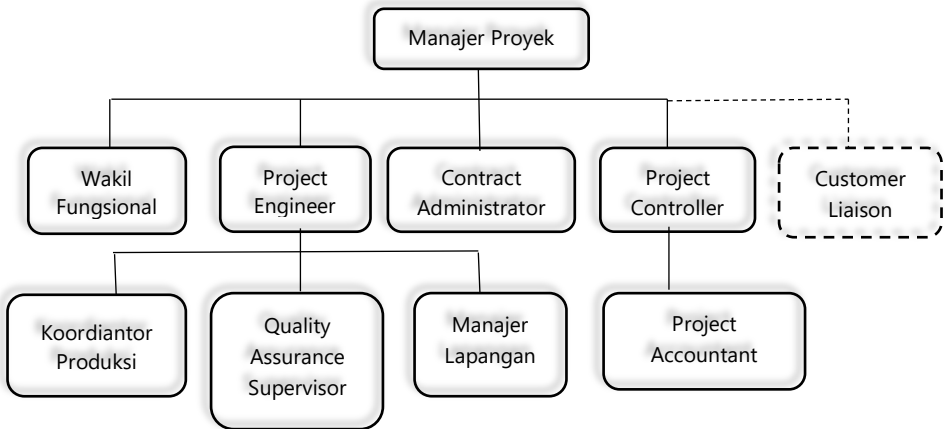 Manajer Proyek
Wakil
Fungsional
Project
Engineer
Contract
Administrator
Project
Controller
Customer
Liaison
Koordiantor
Produksi
Quality
Assurance
Supervisor
Manajer
Lapangan
Project
Accountant